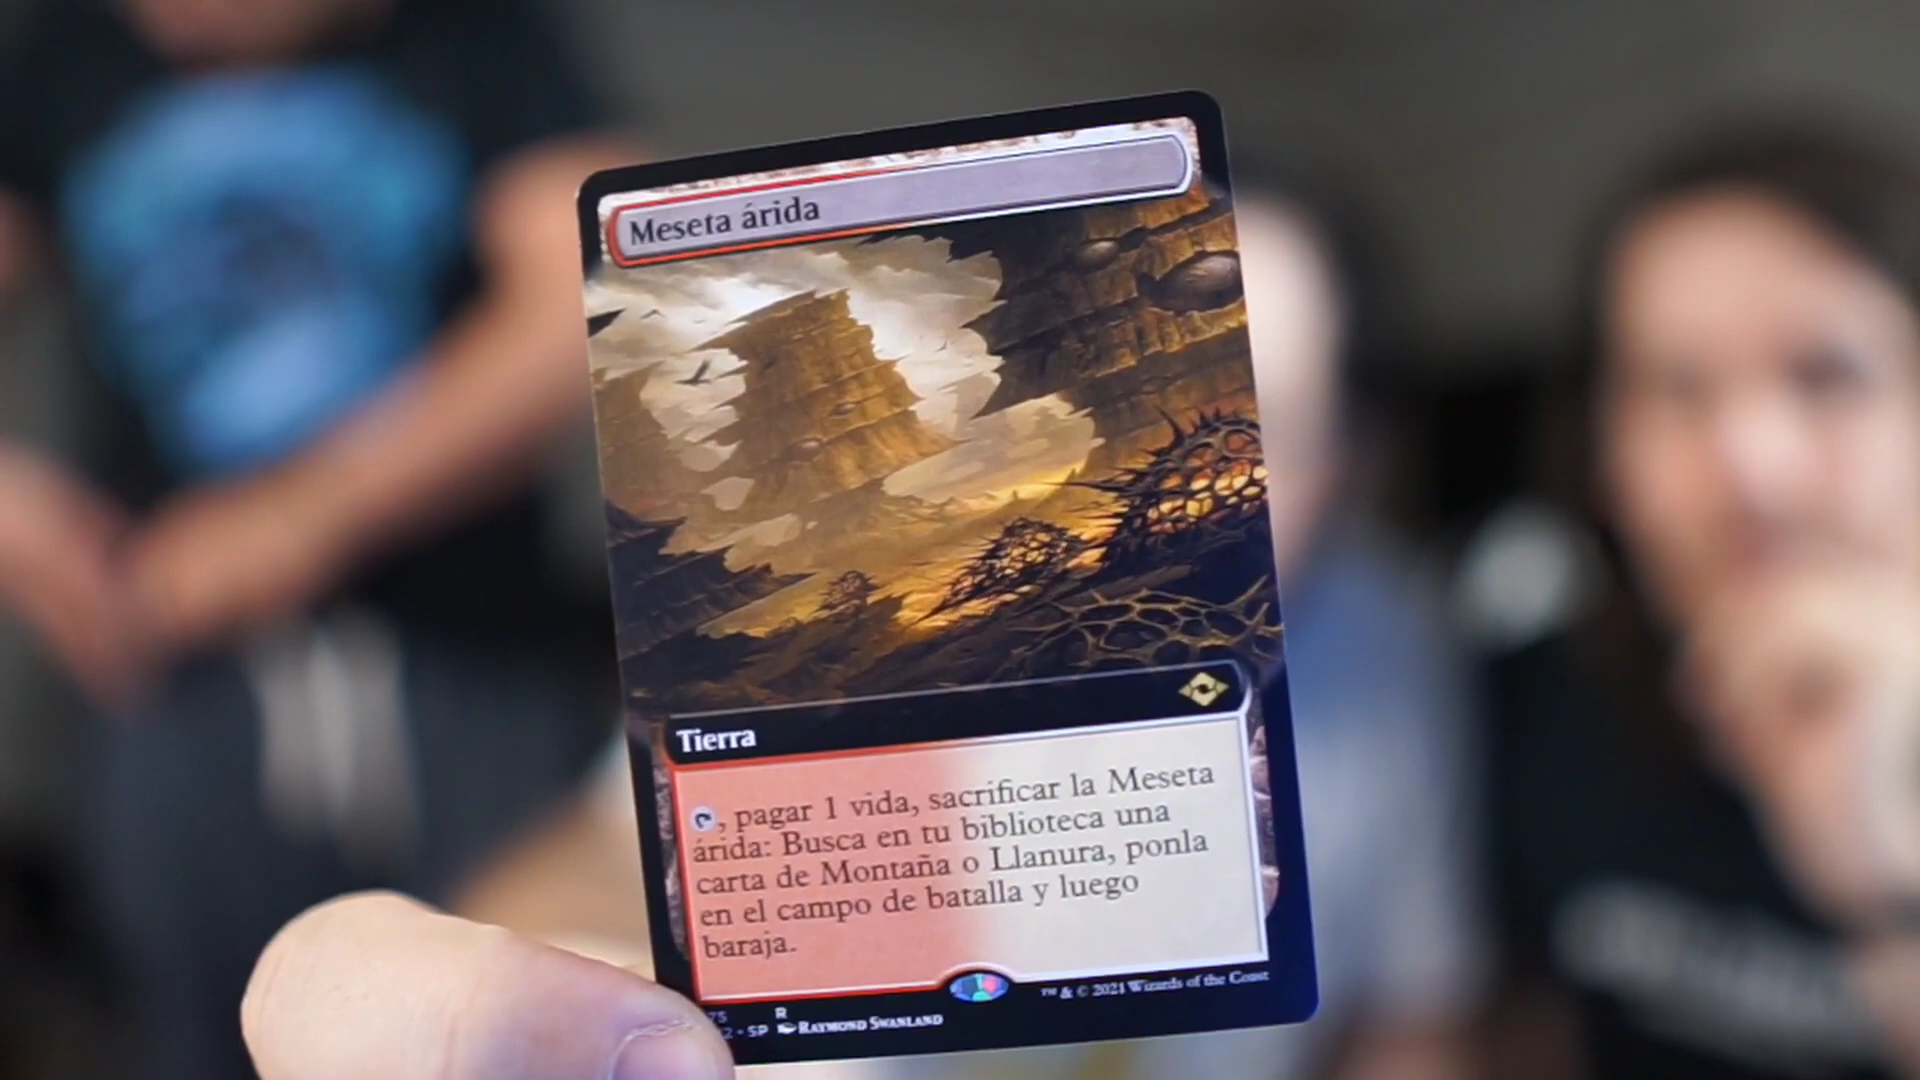 Meseta árida
Tierra
, pagar 1 vida, sacrificar la Meseta
árida: Busca en tu biblioteca una
carta de Montaña o Llanura, ponla
en el campo de batalla y luego
baraja.
R
SP RAYMOND SWANLAND
™ & © 2021 Wizards of the Coast